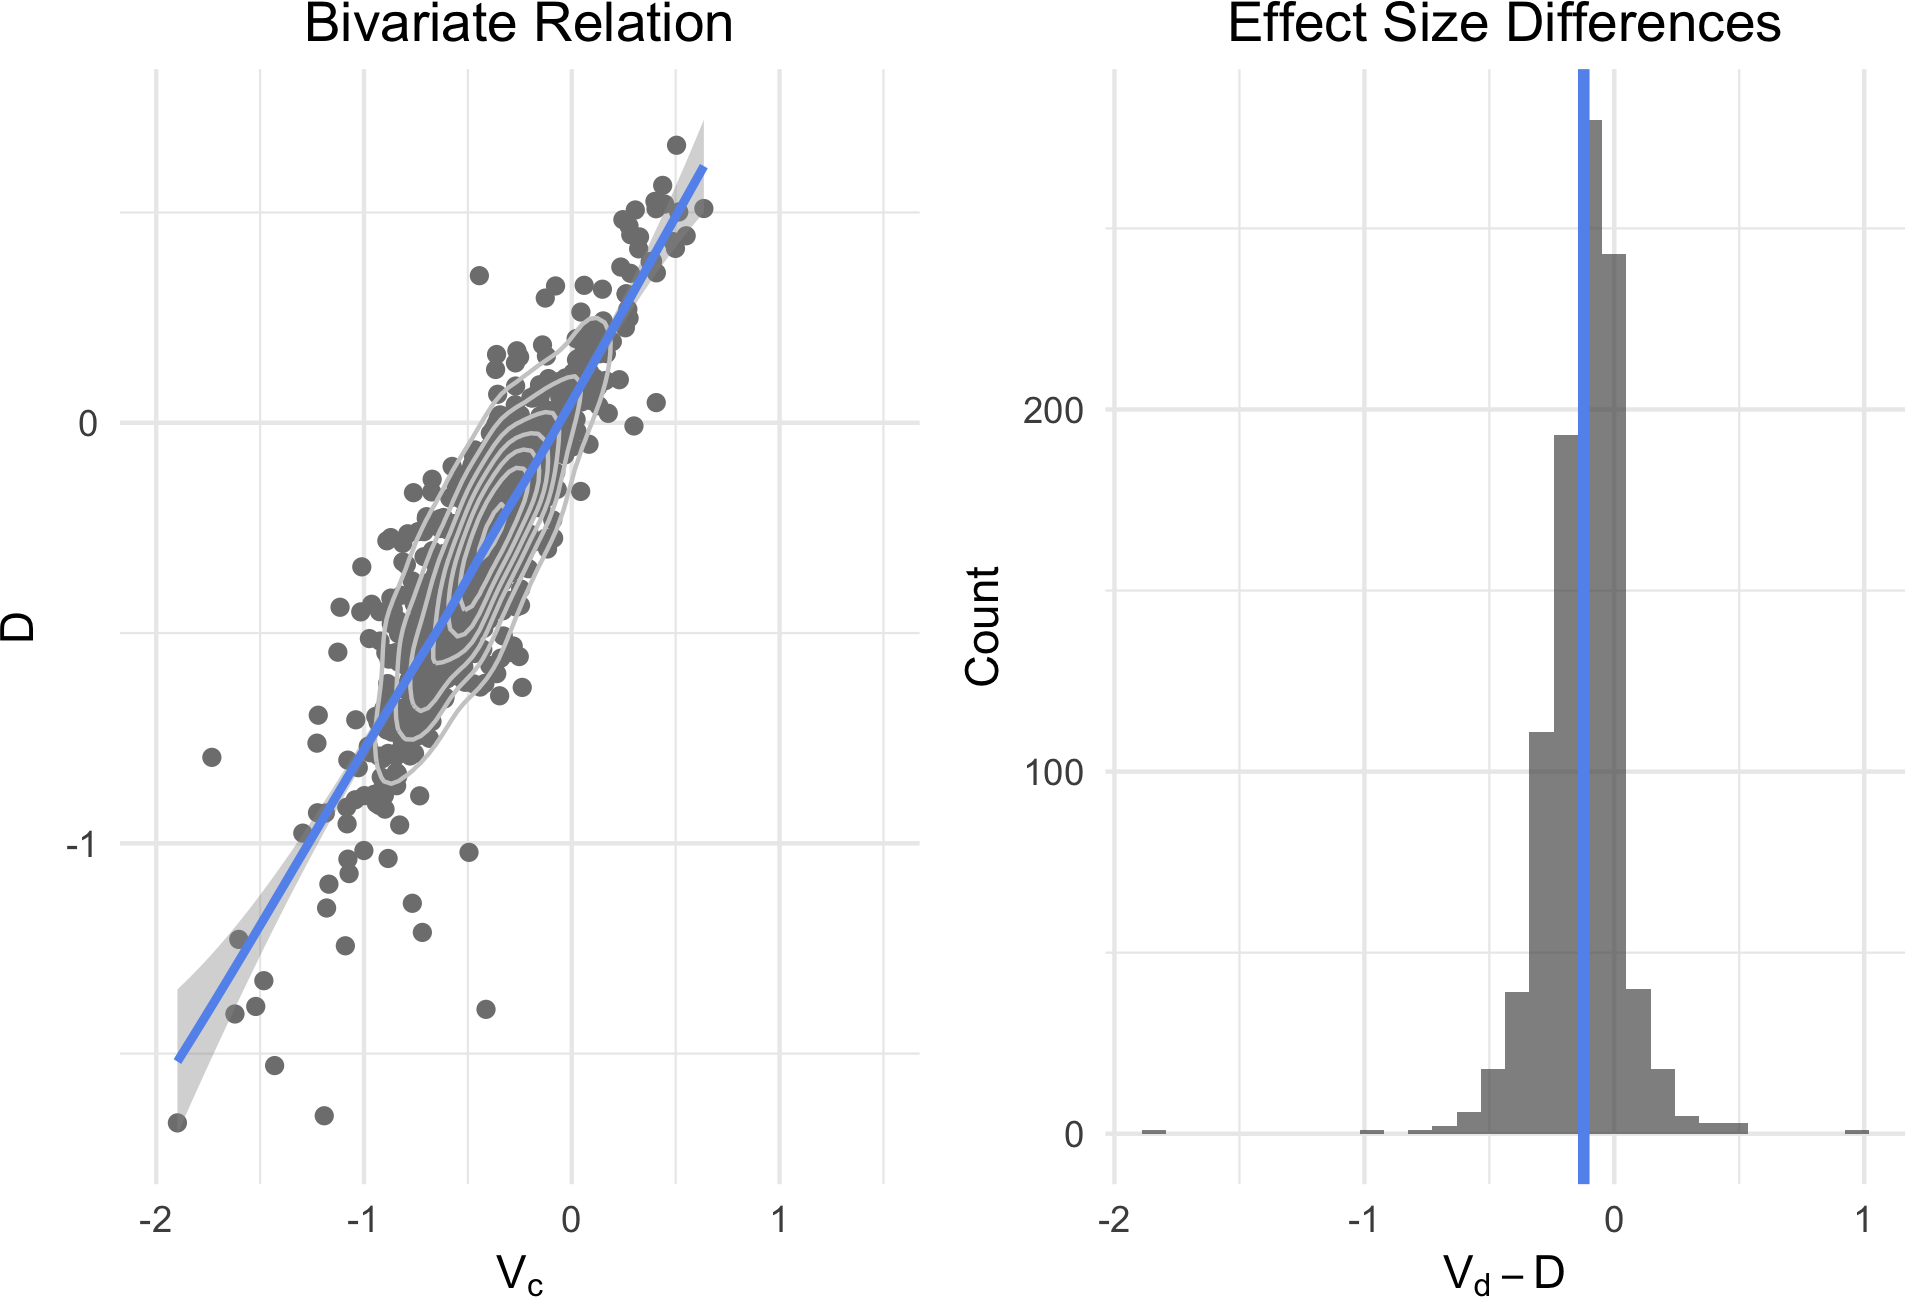 Bivariate Relation
D
0
-1
-2
-1
0
1
Vc
Effect Size Differences
Count
200
100
0
-2
-1
0
1
Vd – D